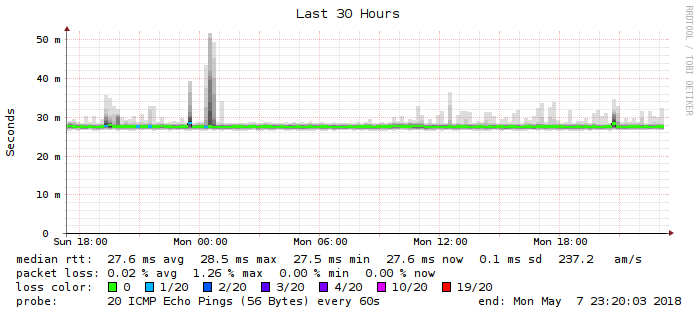 Last 30 Hours
RRDTOOL / TOBI OETIKER
Seconds
50 m
40 m
30 m
20 m
10 m
0
Sun 18:00 Mon 00:00 Mon 06:00 Mon 12:00 Mon 18:00
median rtt: 27.6 ms avg 28.5 ms max 27.5 ms min 27.6 ms now 0.1 ms sd 237.2 am/s
packet loss: 0.02 % avg 1.26 % max 0.00 % min 0.00 % now
loss color: 0 1/20 2/20 3/20 4/20 10/20 19/20
probe: 20 ICMP Echo Pings (56 Bytes) every 60s end: Mon May 7 23:20:03 2018